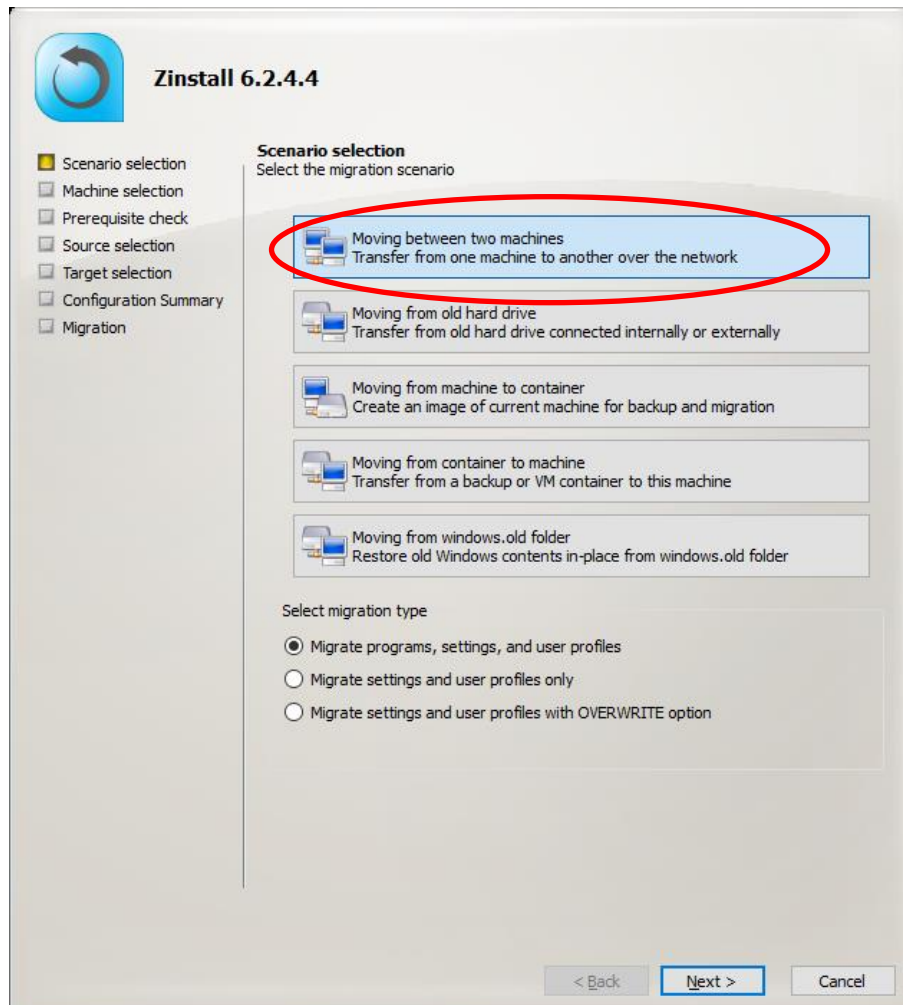 Zinstall 6.2.4.4
Scenario selection
Machine selection
Prerequisite check
Source selection
Target selection
Configuration Summary
Migration
Scenario selection
Select the migration scenario
Moving between two machines
Transfer from one machine to another over the network
Moving from old hard drive
Transfer from old hard drive connected internally or externally
Moving from machine to container
Create an image of current machine for backup and migration
Moving from container to machine
Transfer from a backup or VM container to this machine
Moving from windows.old folder
Restore old Windows contents in-place from windows.old folder
Select migration type
Migrate programs, settings, and user profiles
Migrate settings and user profiles only
Migrate settings and user profiles with OVERWRITE option
< Back Next > Cancel